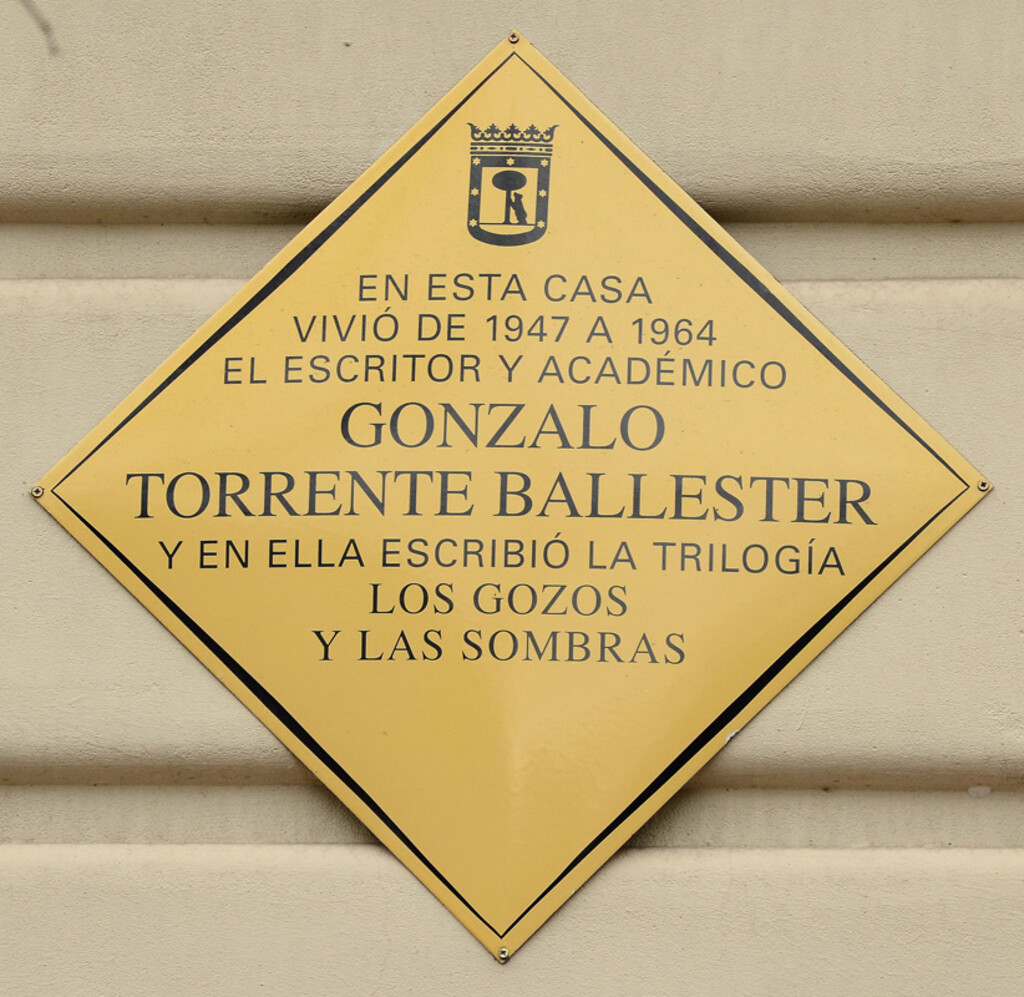 EN ESTA CASA
VIVIÓ DE 1947 A 1964
EL ESCRITOR Y ACADÉMICO
GONZALO
TORRENTE BALLESTER
Y EN ELLA ESCRIBIÓ LA TRILOGÍA
LOS GOZOS
Y LAS SOMBRAS